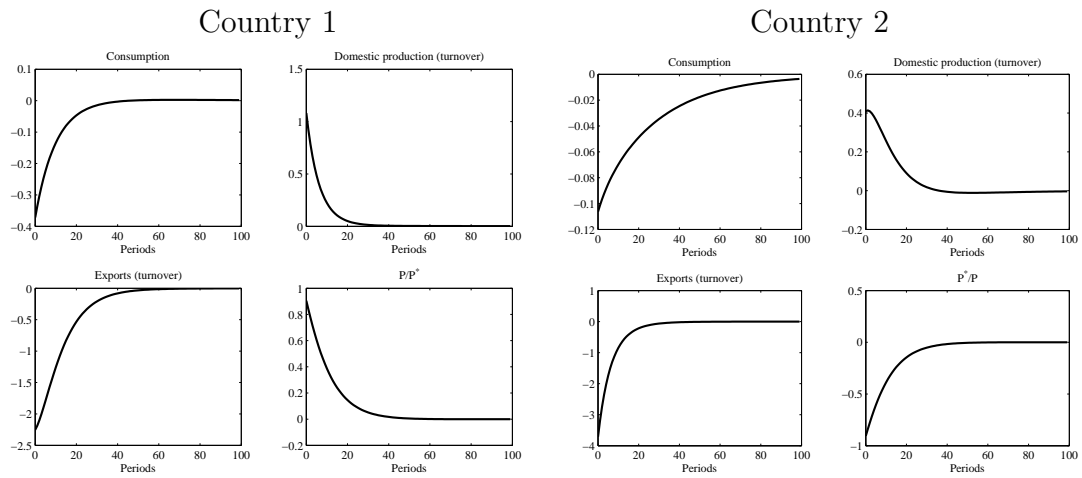 Country 1
Consumption
0.1
0
−0.1
−0.2
−0.3
−0.4
0 20 40 60 80 100
Periods
Domestic production (turnover)
1.5
1
0.5
0
0 20 40 60 80 100
Periods
Exports (turnover)
0
−0.5
−1
−1.5
−2
−2.5
0 20 40 60 80 100
Periods
P/P*
1
0.8
0.6
0.4
0.2
0
−0.2
0 20 40 60 80 100
Periods
Country 2
Consumption
0
−0.02
−0.04
−0.06
−0.08
−0.1
−0.12
0 20 40 60 80 100
Periods
Domestic production (turnover)
0.6
0.4
0.2
0
−0.2
0 20 40 60 80 100
Periods
Exports (turnover)
1
0
−1
−2
−3
−4
0 20 40 60 80 100
Periods
P*/P
0.5
0
−0.5
−1
0 20 40 60 80 100
Periods